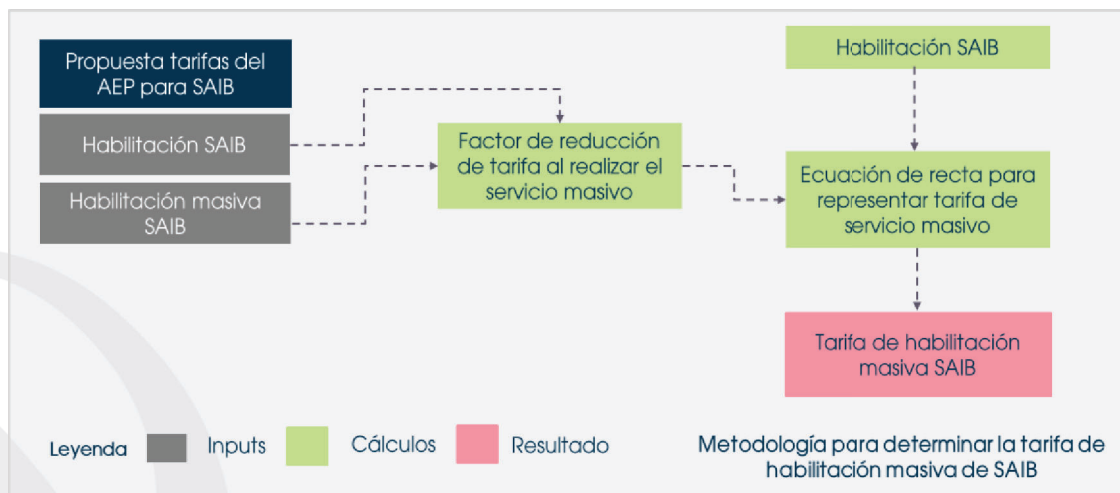 Propuesta tarifas del
AEP para SAIB
Habilitación SAIB
Habilitación masiva
SAIB
Factor de reducción
de tarifa al realizar el
servicio masivo
Habilitación SAIB
Ecuación de recta para
representar tarifa de
servicio masivo
Tarifa de habilitación
masiva SAIB
Leyenda Inputs Cálculos Resultado
Metodología para determinar la tarifa de
habilitación masiva de SAIB